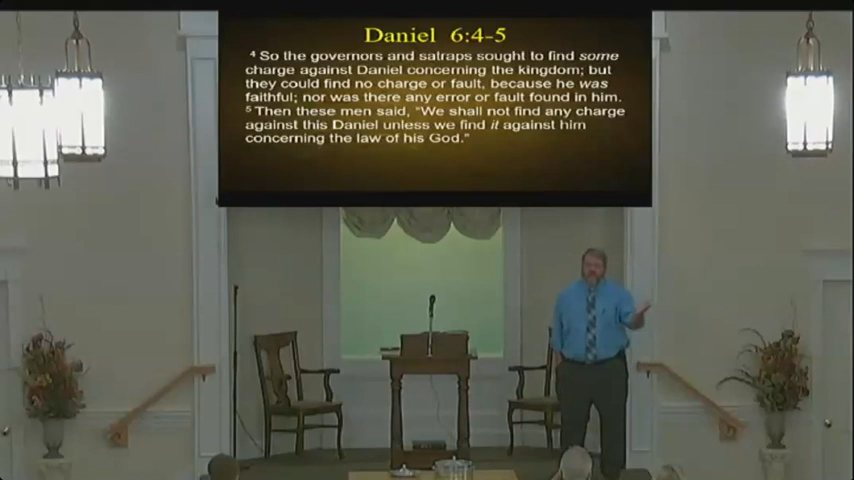 Daniel 6:4-5
4 So the governors and satraps sought to find some
charge against Daniel concerning the kingdom; but
they could find no charge or fault, because he was
faithful; nor was there any error or fault found in him.
5 Then these men said, “We shall not find any charge
against this Daniel unless we find it against him
concerning the law of his God.”